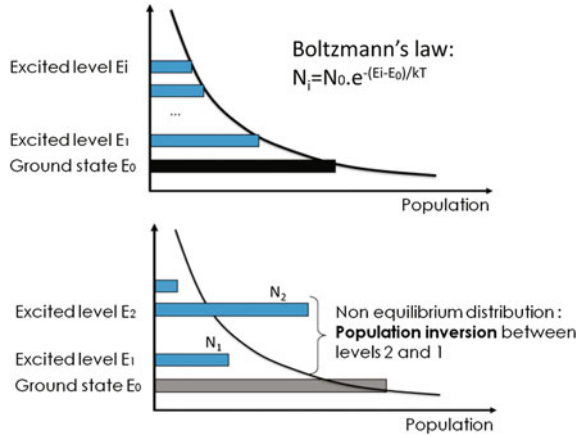 Boltzmann's law:
Nᵢ=N₀.e⁻⁽ᴱⁱ⁻ᴱ⁰⁾/ᵏᵀ
Excited level Ei
...
Excited level E₁
Ground state E₀
Population
N₂
Excited level E₂
Non equilibrium distribution :
Population inversion between
levels 2 and 1
N₁
Excited level E₁
Ground state E₀
Population